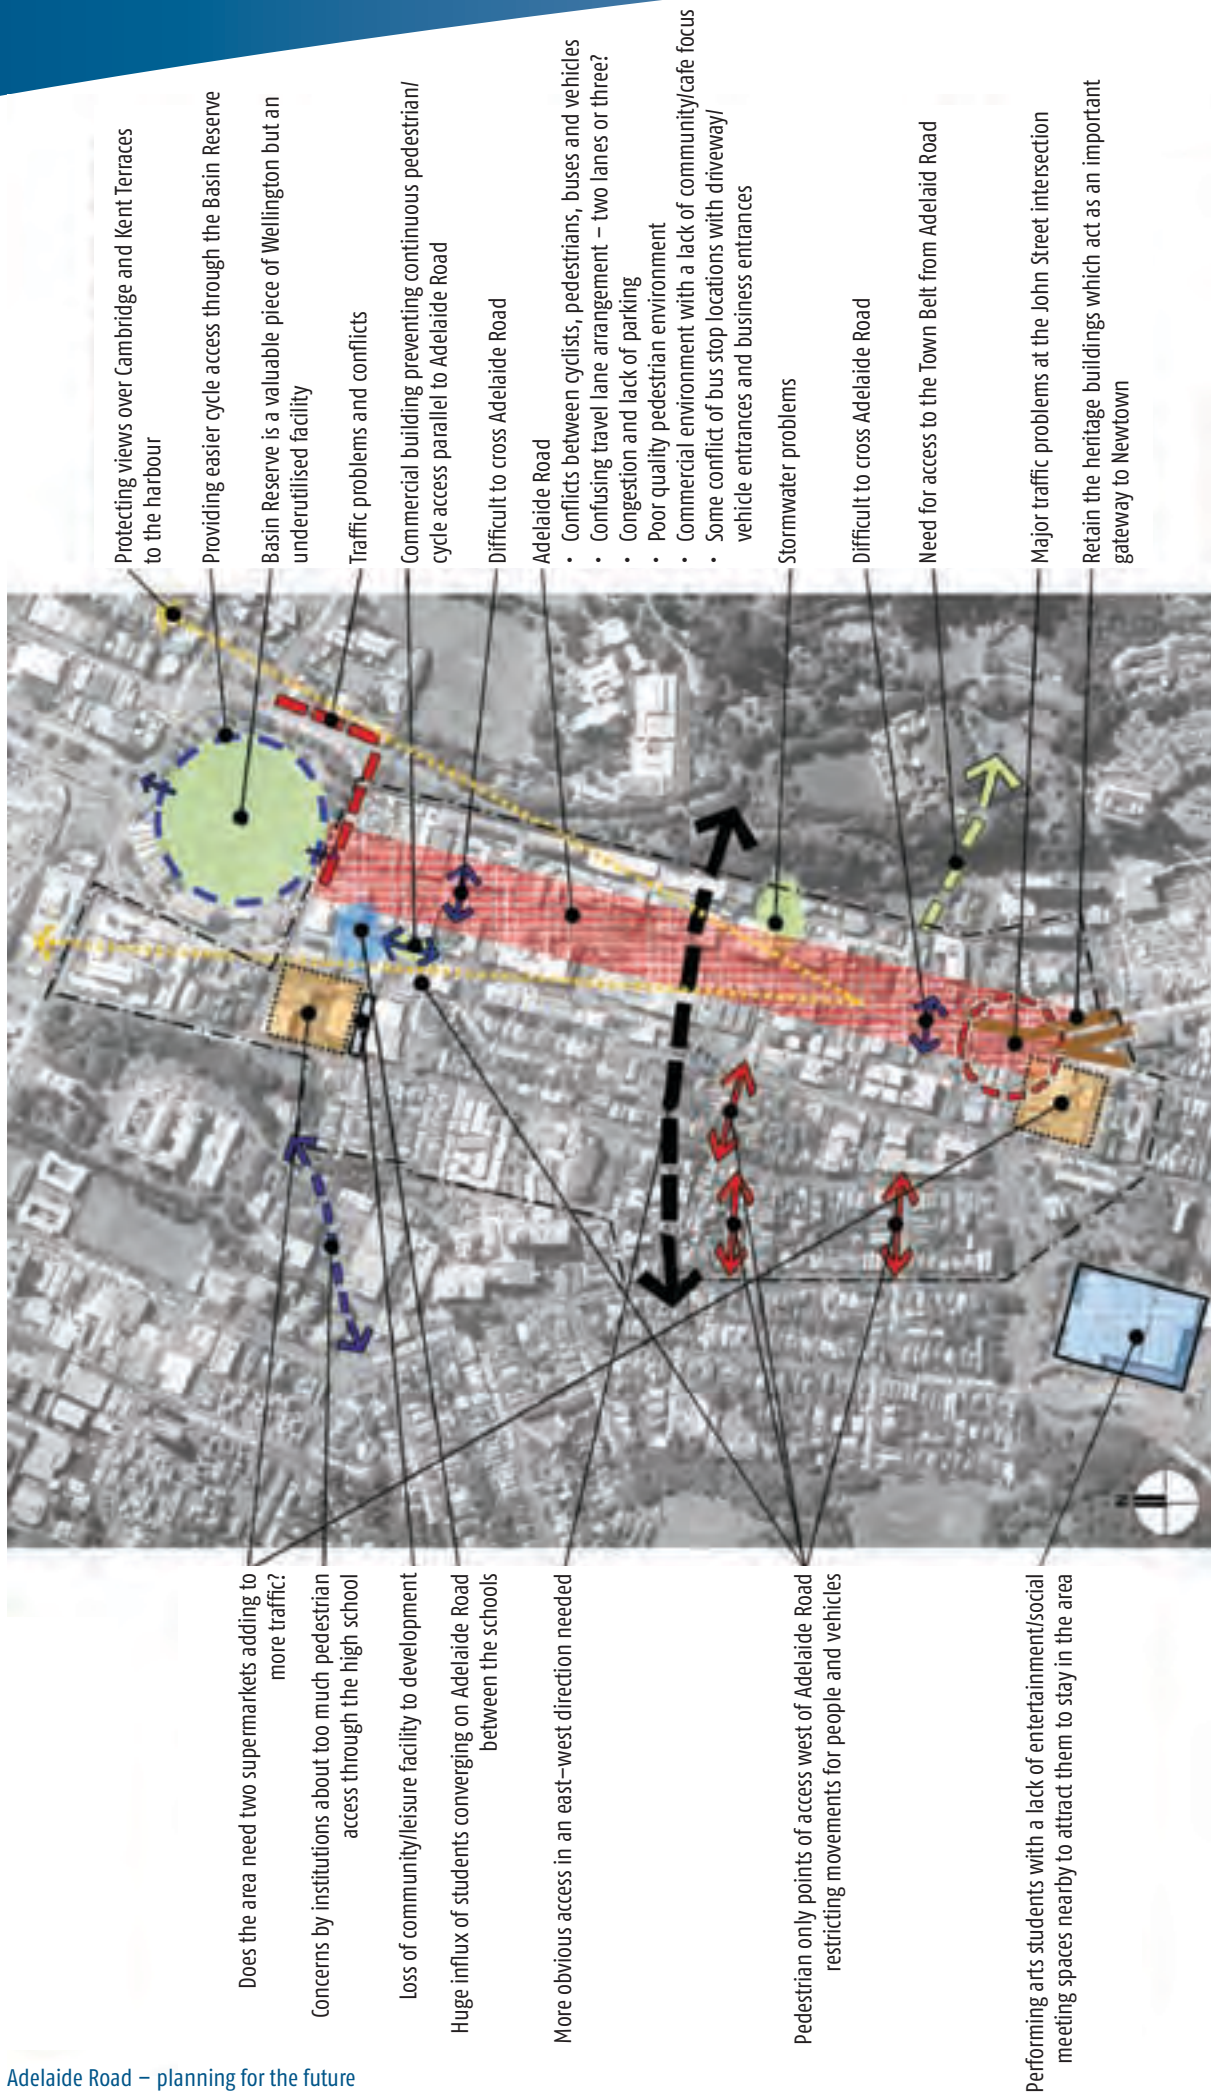 Protecting views over Cambridge and Kent Terraces
to the harbour
Providing easier cycle access through the Basin Reserve
Basin Reserve is a valuable piece of Wellington but an
underutilised facility
Traffic problems and conflicts
Commercial building preventing continuous pedestrian/
cycle access parallel to Adelaide Road
Difficult to cross Adelaide Road
Adelaide Road
• Conflicts between cyclists, pedestrians, buses and vehicles
• Confusing travel lane arrangement – two lanes or three?
• Congestion and lack of parking
• Poor quality pedestrian environment
• Commercial environment with a lack of community/cafe focus
• Some conflict of bus stop locations with driveway/
vehicle entrances and business entrances
Stormwater problems
Difficult to cross Adelaide Road
Need for access to the Town Belt from Adelaid Road
Major traffic problems at the John Street intersection
Retain the heritage buildings which act as an important
gateway to Newtown
N
Does the area need two supermarkets adding to
more traffic?
Concerns by institutions about too much pedestrian
access through the high school
Loss of community/leisure facility to development
Huge influx of students converging on Adelaide Road
between the schools
More obvious access in an east–west direction needed
Pedestrian only points of access west of Adelaide Road
restricting movements for people and vehicles
Performing arts students with a lack of entertainment/social
meeting spaces nearby to attract them to stay in the area
Adelaide Road – planning for the future